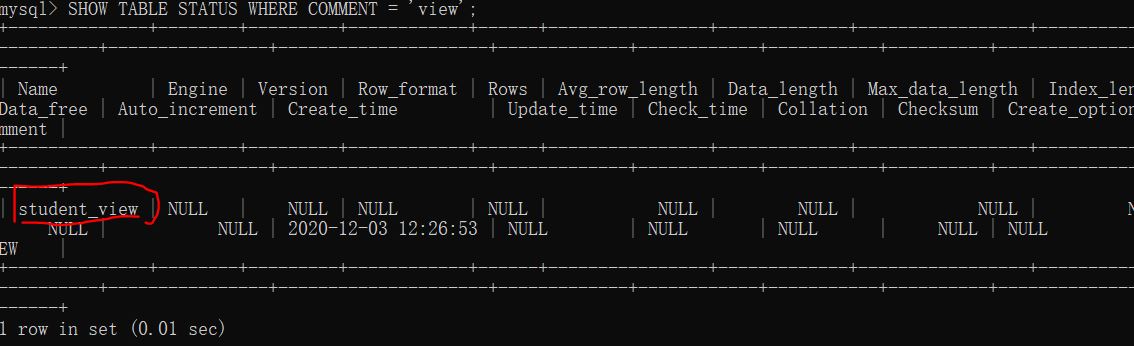 mysql> SHOW TABLE STATUS WHERE COMMENT = 'view';
+----------------+--------+---------+------------+------+----------------+-------------+-----------------+----------
-----------+----------------+---------------------+-------------+------------+-----------+----------+---------------
------+
| Name           | Engine | Version | Row_format | Rows | Avg_row_length | Data_length | Max_data_length | Index_len
Data_free | Auto_increment | Create_time         | Update_time | Check_time | Collation | Checksum | Create_option
mment |
+----------------+--------+---------+------------+------+----------------+-------------+-----------------+----------
-----------+----------------+---------------------+-------------+------------+-----------+----------+---------------
------+
| student_view | NULL   |    NULL | NULL       | NULL |           NULL |        NULL |            NULL | N
NULL |           NULL | 2020-12-03 12:26:53 | NULL        | NULL       | NULL      |     NULL | NULL
EW    |
+----------------+--------+---------+------------+------+----------------+-------------+-----------------+----------
-----------+----------------+---------------------+-------------+------------+-----------+----------+---------------
------+
1 row in set (0.01 sec)